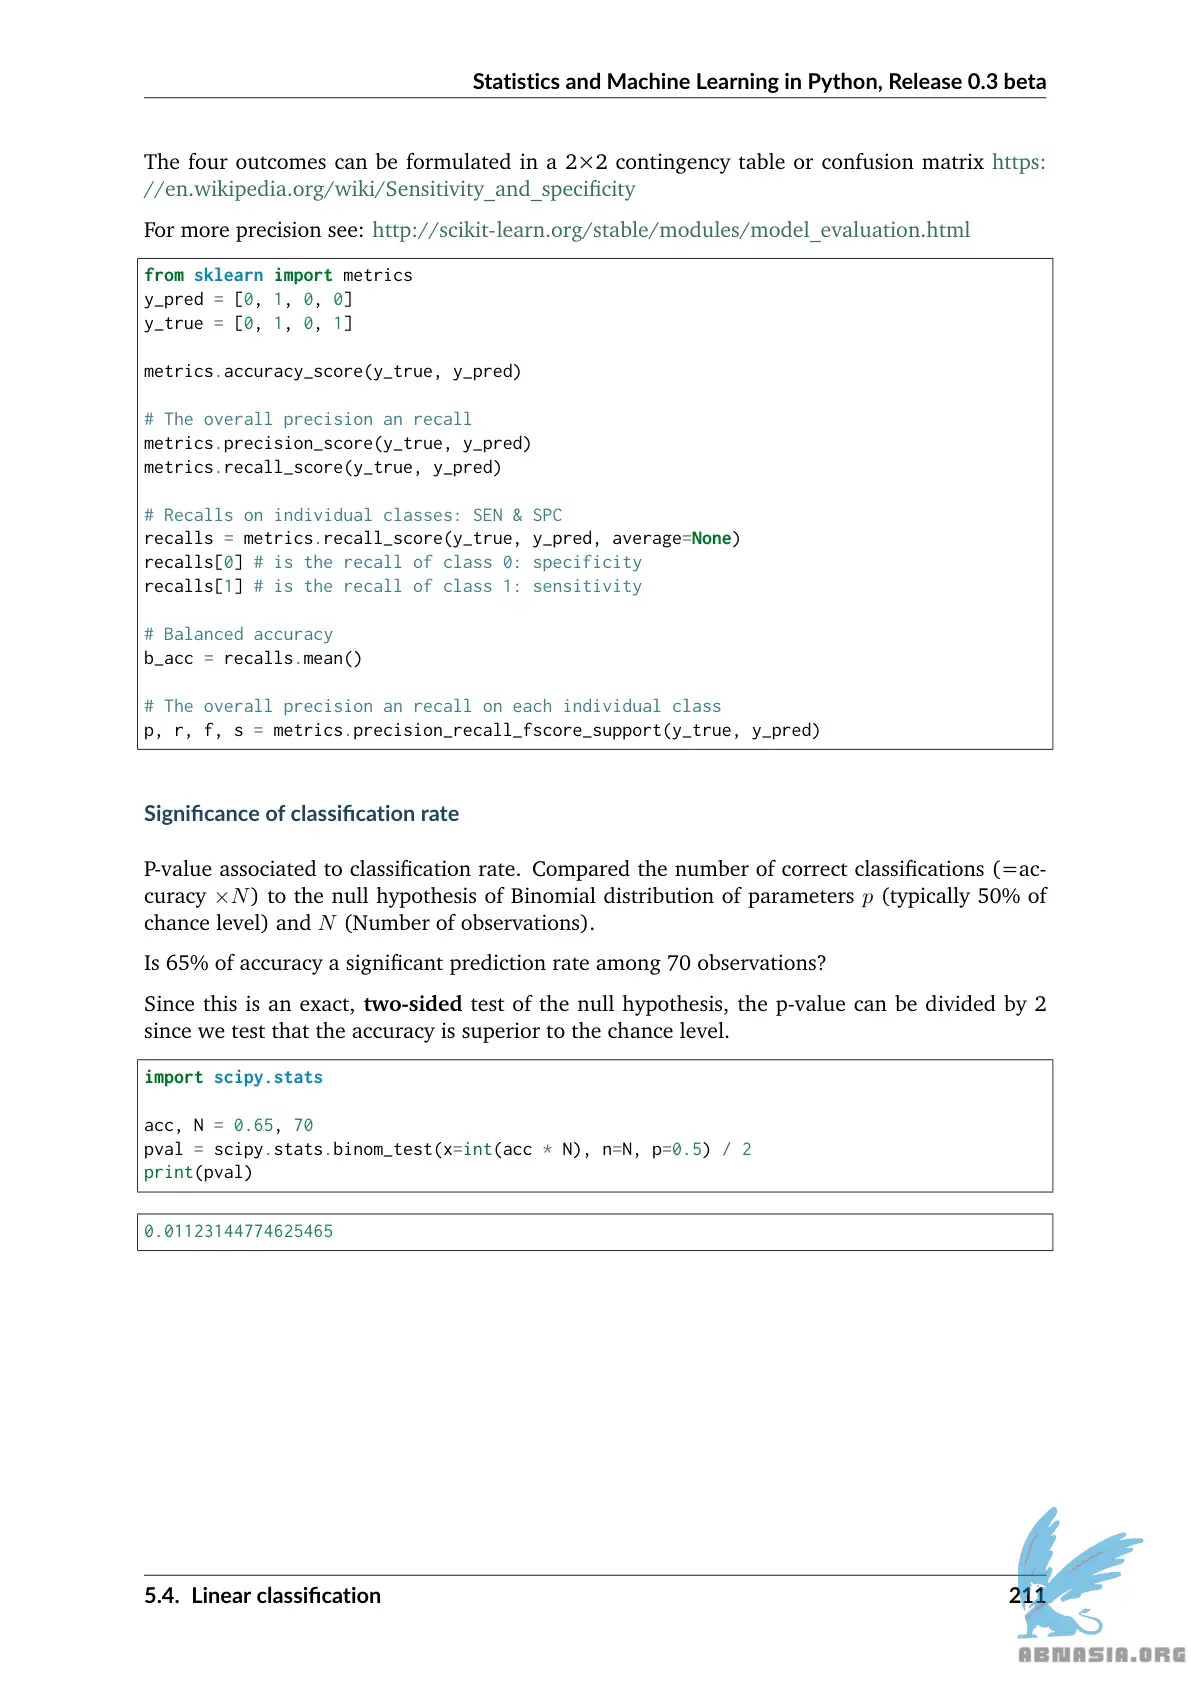 Statistics and Machine Learning in Python, Release 0.3 beta
The four outcomes can be formulated in a 2×2 contingency table or confusion matrix https:
//en.wikipedia.org/wiki/Sensitivity_and_specificity
For more precision see: http://scikit-learn.org/stable/modules/model_evaluation.html
from sklearn import metrics
y_pred = [0, 1, 0, 0]
y_true = [0, 1, 0, 1]
metrics.accuracy_score(y_true, y_pred)
# The overall precision an recall
metrics.precision_score(y_true, y_pred)
metrics.recall_score(y_true, y_pred)
# Recalls on individual classes: SEN & SPC
recalls = metrics.recall_score(y_true, y_pred, average=None)
recalls[0] # is the recall of class 0: specificity
recalls[1] # is the recall of class 1: sensitivity
# Balanced accuracy
b_acc = recalls.mean()
# The overall precision an recall on each individual class
p, r, f, s = metrics.precision_recall_fscore_support(y_true, y_pred)
Significance of classification rate
P-value associated to classification rate. Compared the number of correct classifications (=ac-
curacy ×N) to the null hypothesis of Binomial distribution of parameters p (typically 50% of
chance level) and N (Number of observations).
Is 65% of accuracy a significant prediction rate among 70 observations?
Since this is an exact, two-sided test of the null hypothesis, the p-value can be divided by 2
since we test that the accuracy is superior to the chance level.
import scipy.stats
acc, N = 0.65, 70
pval = scipy.stats.binom_test(x=int(acc * N), n=N, p=0.5) / 2
print(pval)
0.01123144774625465
5.4. Linear classification 211
ABNASIA.ORG